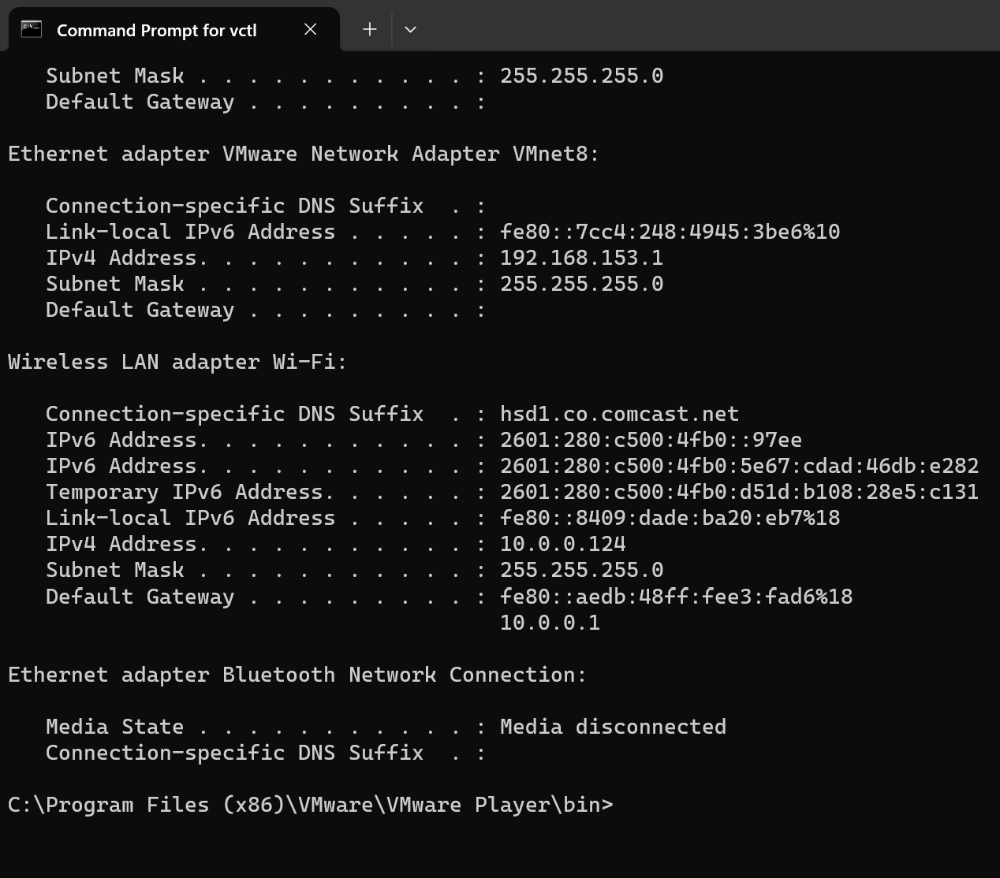 Command Prompt for vctl
Subnet Mask . . . . . . . . . . . : 255.255.255.0
Default Gateway . . . . . . . . . :
Ethernet adapter VMware Network Adapter VMnet8:
Connection-specific DNS Suffix  . :
Link-local IPv6 Address . . . . . : fe80::7cc4:248:4945:3be6%10
IPv4 Address. . . . . . . . . . . : 192.168.153.1
Subnet Mask . . . . . . . . . . . : 255.255.255.0
Default Gateway . . . . . . . . . :
Wireless LAN adapter Wi-Fi:
Connection-specific DNS Suffix  . : hsd1.co.comcast.net
IPv6 Address. . . . . . . . . . . : 2601:280:c500:4fb0::97ee
IPv6 Address. . . . . . . . . . . : 2601:280:c500:4fb0:5e67:cdad:46db:e282
Temporary IPv6 Address. . . . . . : 2601:280:c500:4fb0:d51d:b108:28e5:c131
Link-local IPv6 Address . . . . . : fe80::8409:dade:ba20:eb7%18
IPv4 Address. . . . . . . . . . . : 10.0.0.124
Subnet Mask . . . . . . . . . . . : 255.255.255.0
Default Gateway . . . . . . . . . : fe80::aedb:48ff:fee3:fad6%18
10.0.0.1
Ethernet adapter Bluetooth Network Connection:
Media State . . . . . . . . . . . : Media disconnected
Connection-specific DNS Suffix  . :
C:\Program Files (x86)\VMware\VMware Player\bin>